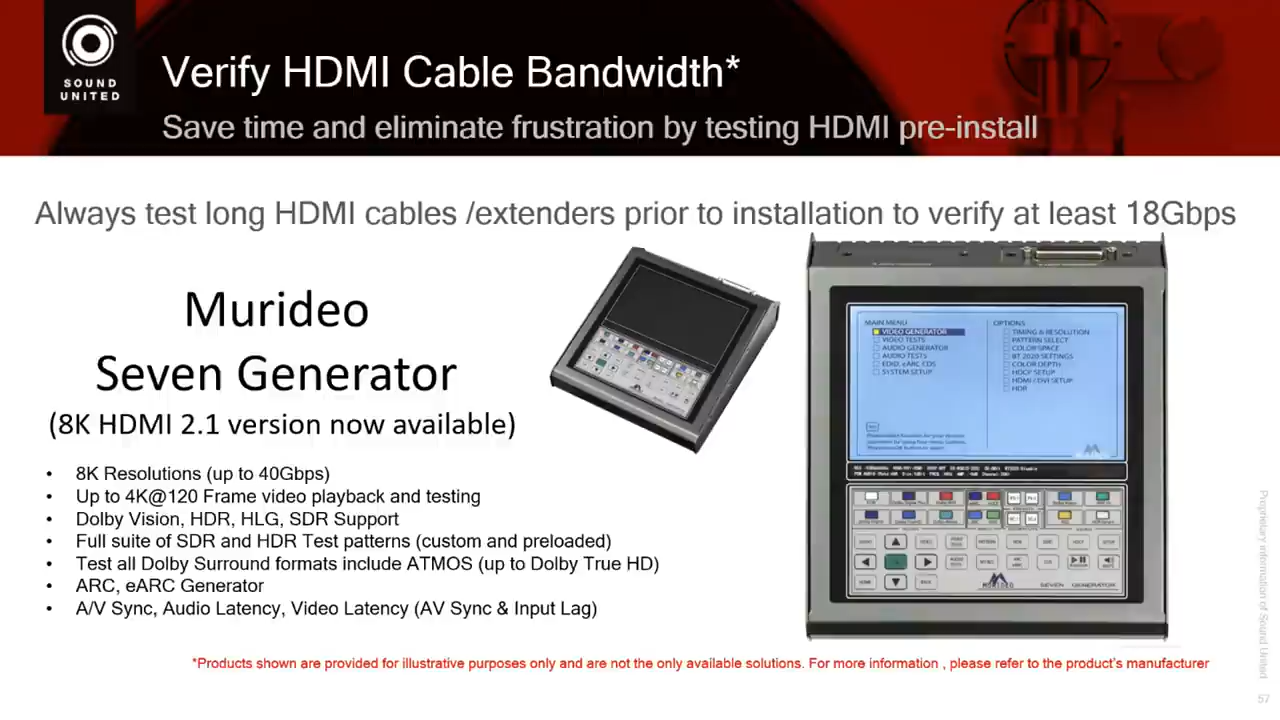 SOUND
UNITED
Verify HDMI Cable Bandwidth*
Save time and eliminate frustration by testing HDMI pre-install
Always test long HDMI cables /extenders prior to installation to verify at least 18Gbps
Murideo
Seven Generator
(8K HDMI 2.1 version now available)
• 8K Resolutions (up to 40Gbps)
• Up to 4K@120 Frame video playback and testing
• Dolby Vision, HDR, HLG, SDR Support
• Full suite of SDR and HDR Test patterns (custom and preloaded)
• Test all Dolby Surround formats include ATMOS (up to Dolby True HD)
• ARC, eARC Generator
• A/V Sync, Audio Latency, Video Latency (AV Sync & Input Lag)
MAIN MENU
VIDEO GENERATOR
VIDEO TESTS
AUDIO GENERATOR
AUDIO TESTS
EDID, eARC CDS
SYSTEM SETUP
OPTIONS
TIMING & RESOLUTION
PATTERN SELECT
COLOR SPACE
BT 2020 SETTINGS
COLOR DEPTH
HDCP SETUP
HDMI / DVI SETUP
HDR
MURIDEO
SEVEN GENERATOR
*Products shown are provided for illustrative purposes only and are not the only available solutions. For more information , please refer to the product's manufacturer
Proprietary information of Sound United
57